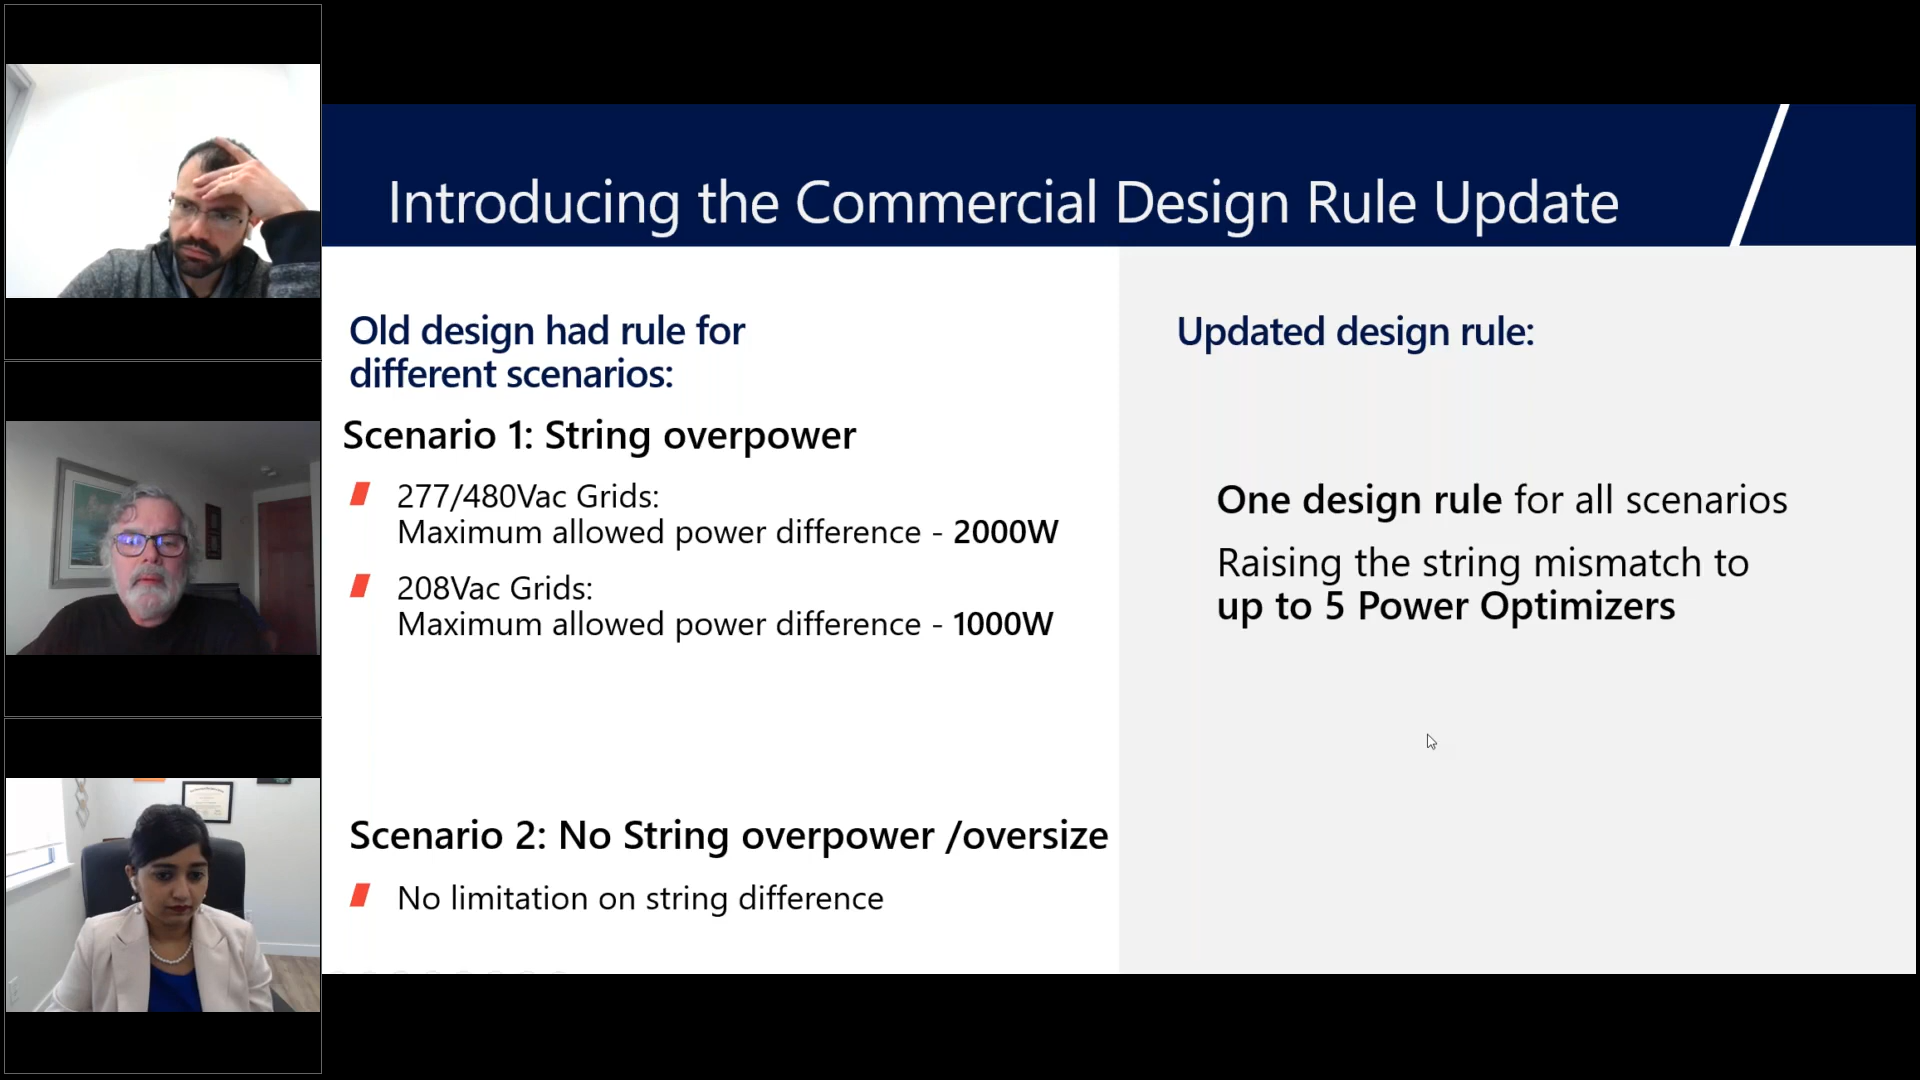 Introducing the Commercial Design Rule Update
Old design had rule for
different scenarios:
Scenario 1: String overpower
277/480Vac Grids:
Maximum allowed power difference - 2000W
208Vac Grids:
Maximum allowed power difference - 1000W
Scenario 2: No String overpower /oversize
No limitation on string difference
Updated design rule:
One design rule for all scenarios
Raising the string mismatch to
up to 5 Power Optimizers